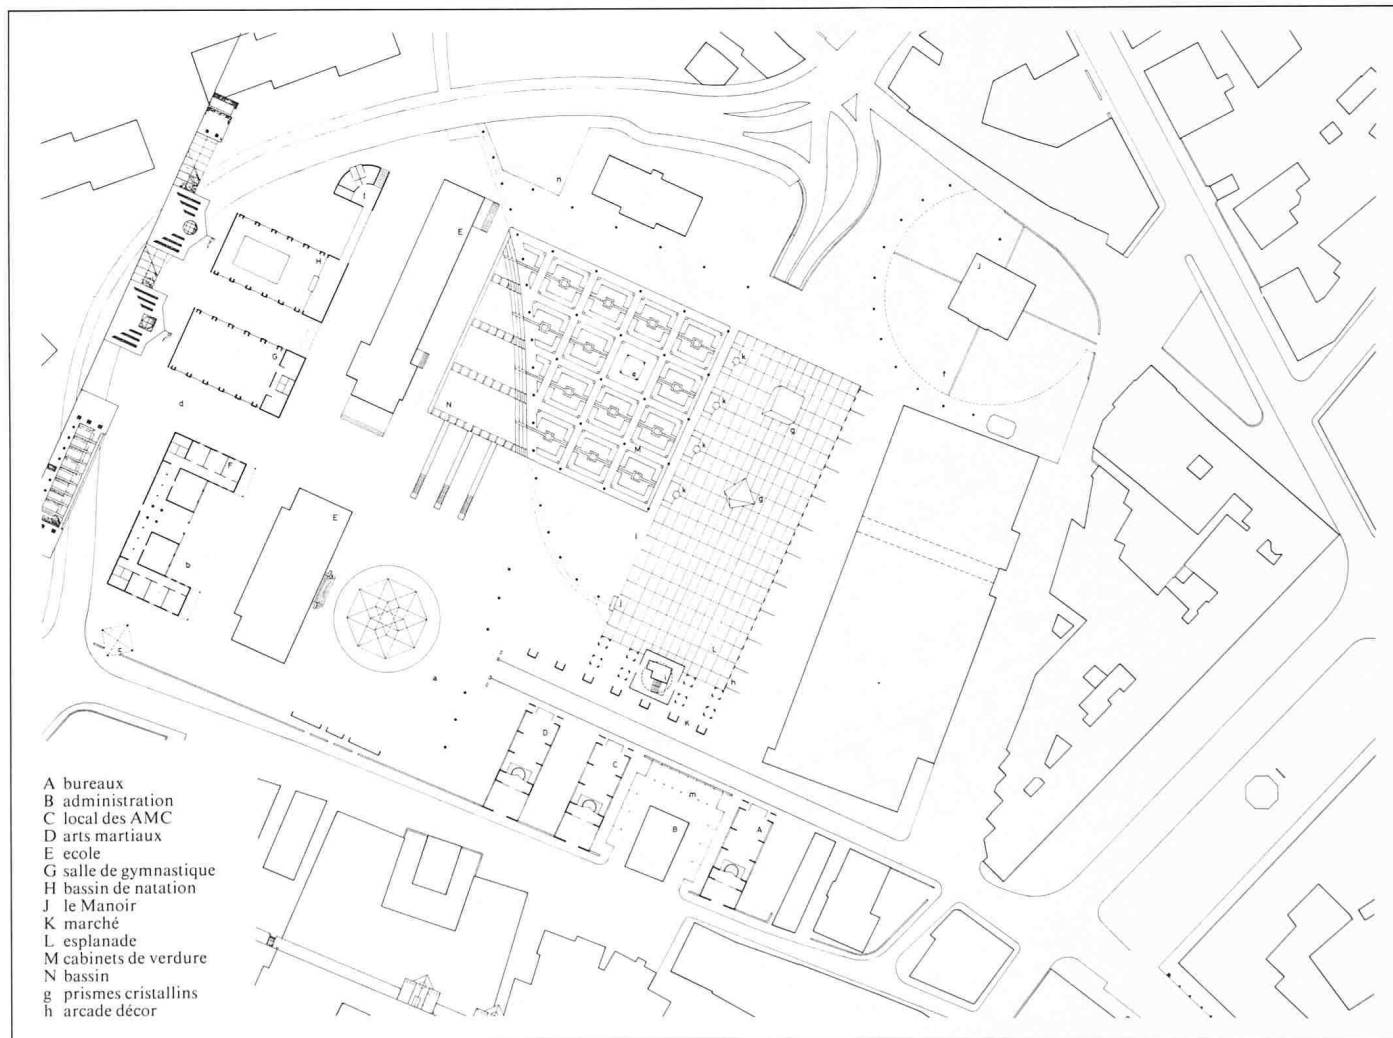 n
E
H
J
k
e
f
G
k
g
N
d
M
k
F
g
k
E
l
b
L
S
a
h
K
D
C
m
B
A
A bureaux
B administration
C local des AMC
D arts martiaux
E ecole
G salle de gymnastique
H bassin de natation
J le Manoir
K marché
L esplanade
M cabinets de verdure
N bassin
g prismes cristallins
h arcade décor